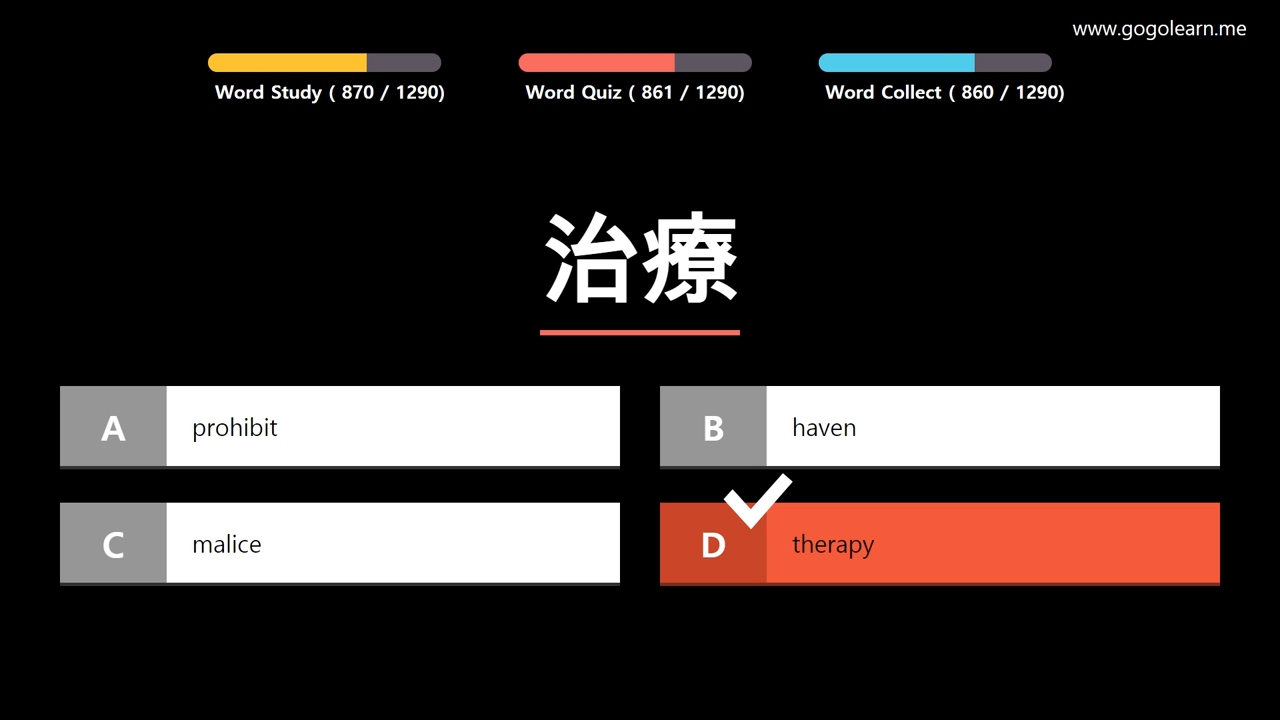 www.gogolearn.me
Word Study ( 870 / 1290)
Word Quiz ( 861 / 1290)
Word Collect ( 860 / 1290)
治療
A prohibit
B haven
C malice
D therapy